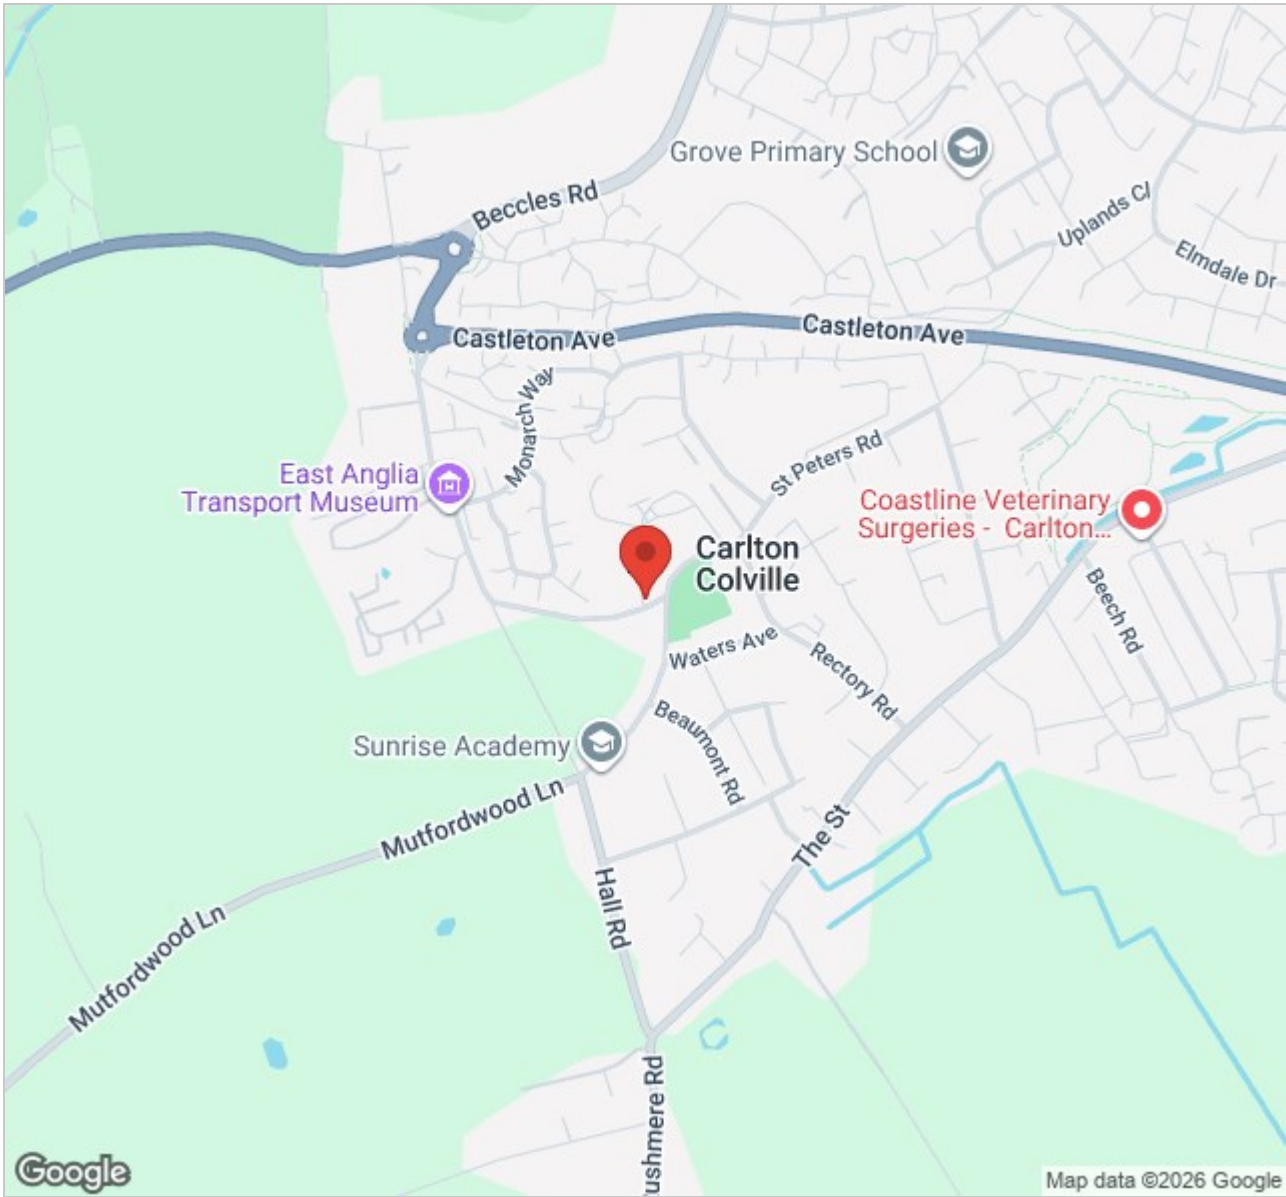 Grove Primary School
Beccles Rd
Uplands Cl
Elmdale Dr
Castleton Ave
Castleton Ave
Monarch Way
St Peters Rd
East Anglia
Transport Museum
Coastline Veterinary
Surgeries - Carlton...
Carlton
Colville
Beech Rd
Waters Ave
Rectory Rd
Beaumont Rd
Sunrise Academy
Mutfordwood Ln
The St
Hall Rd
Mutfordwood Ln
ushmere Rd
Google
Map data ©2026 Google